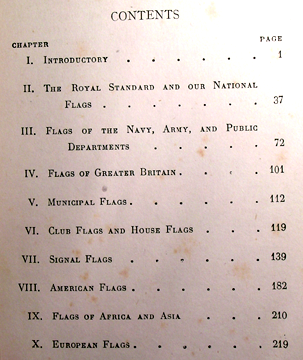 CONTENTS
CHAPTER PAGE
I. INTRODUCTORY . . . . . . 1
II. THE ROYAL STANDARD AND OUR NATIONAL
FLAGS . . . . . . . 37
III. FLAGS OF THE NAVY, ARMY, AND PUBLIC
DEPARTMENTS . . . . . 72
IV. FLAGS OF GREATER BRITAIN . . . . 101
V. MUNICIPAL FLAGS . . . . . . 112
VI. CLUB FLAGS AND HOUSE FLAGS . . . 119
VII. SIGNAL FLAGS . . . . . 139
VIII. AMERICAN FLAGS . . . . . . 182
IX. FLAGS OF AFRICA AND ASIA . . . 210
X. EUROPEAN FLAGS . . . . . . 219